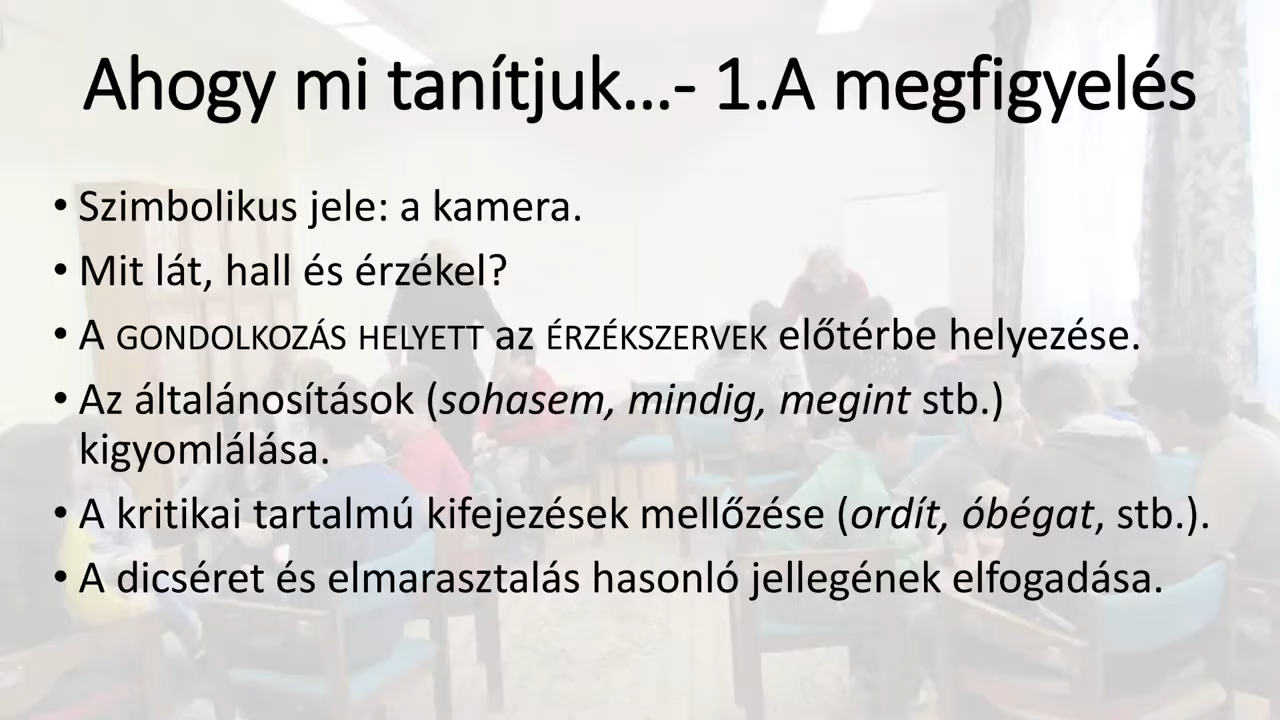 Ahogy mi tanítjuk...- 1.A megfigyelés
• Szimbolikus jele: a kamera.
• Mit lát, hall és érzékel?
• A GONDOLKOZÁS HELYETT az ÉRZÉKSZERVEK előtérbe helyezése.
• Az általánosítások (sohasem, mindig, megint stb.)
kigyomlálása.
• A kritikai tartalmú kifejezések mellőzése (ordít, óbégat, stb.).
• A dicséret és elmarasztalás hasonló jellegének elfogadása.